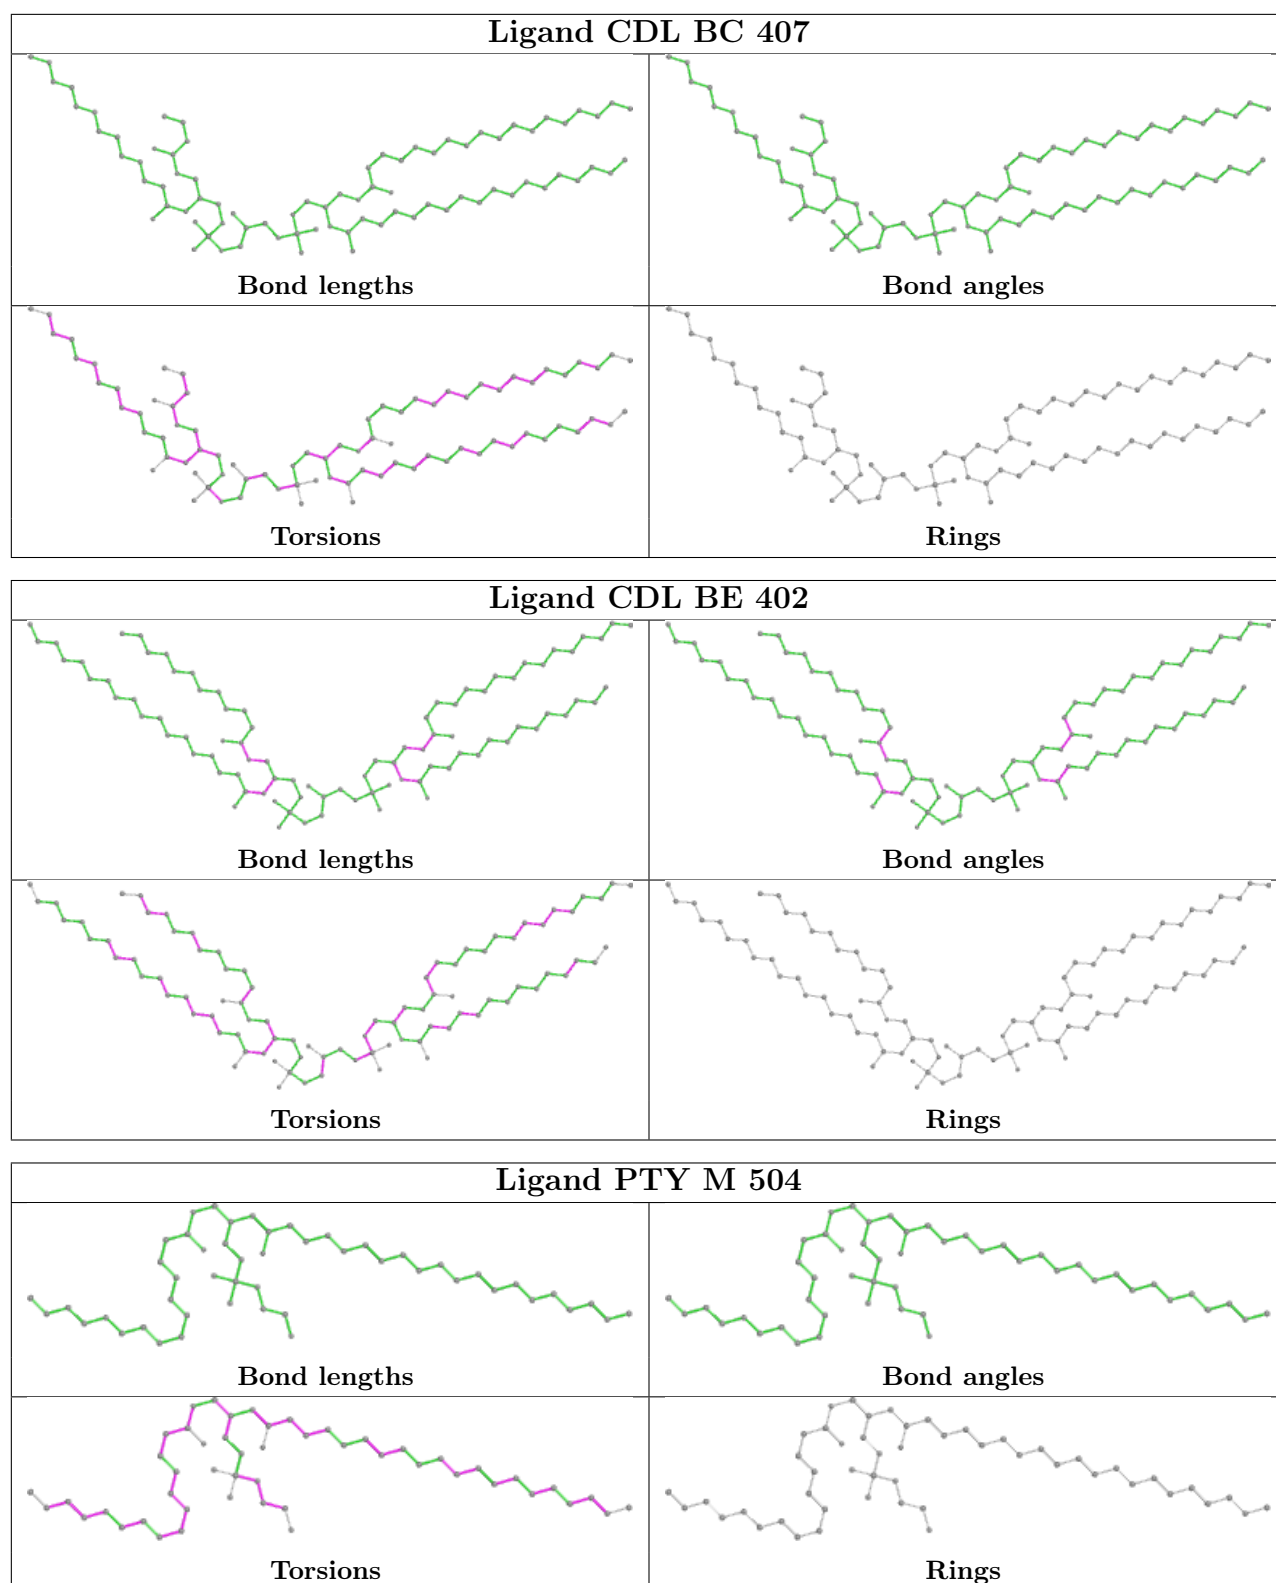 Ligand CDL BC 407
Bond lengths
Bond angles
Torsions
Rings
Ligand CDL BE 402
Bond lengths
Bond angles
Torsions
Rings
Ligand PTY M 504
Bond lengths
Bond angles
Torsions
Rings